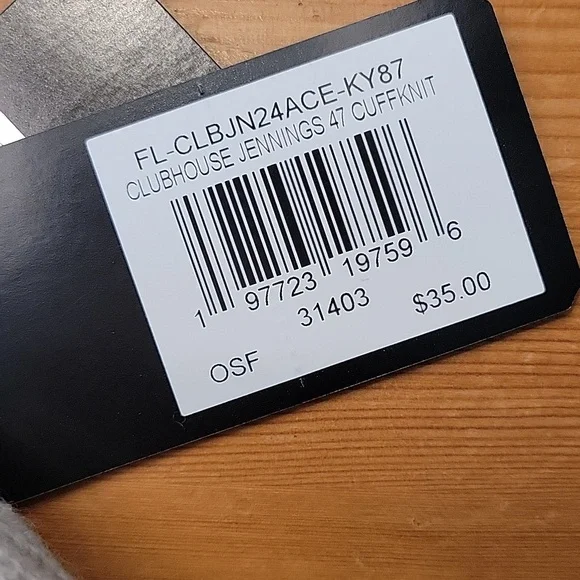 FL-CLBJN24ACE-KY87
CLUBHOUSE JENNINGS 47 CUFFKNIT
1 97723 19759 6
31403 $35.00
OSF